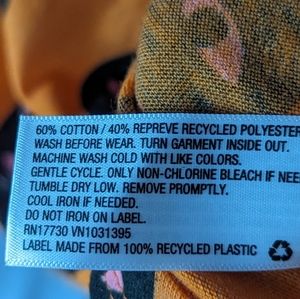 60% COTTON / 40% REPREVE RECYCLED POLYESTER
WASH BEFORE WEAR. TURN GARMENT INSIDE OUT.
MACHINE WASH COLD WITH LIKE COLORS.
GENTLE CYCLE. ONLY NON-CHLORINE BLEACH IF NEE
TUMBLE DRY LOW. REMOVE PROMPTLY.
COOL IRON IF NEEDED.
DO NOT IRON ON LABEL.
RN17730 VN1031395
LABEL MADE FROM 100% RECYCLED PLASTIC